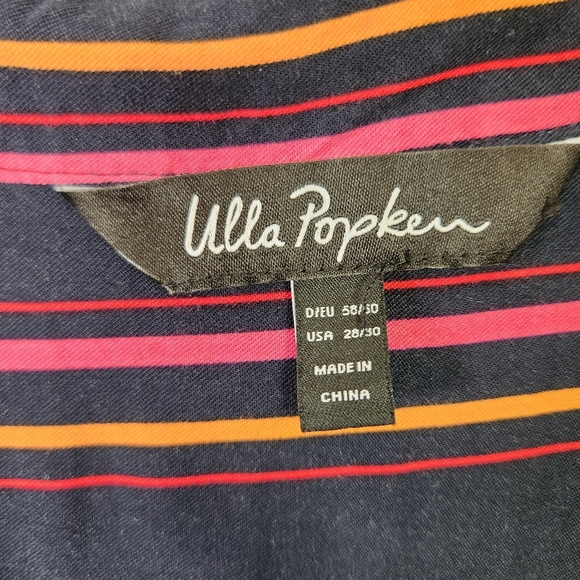 Ulla Popken
D/EU 58/60
USA 28/30
MADE IN
CHINA